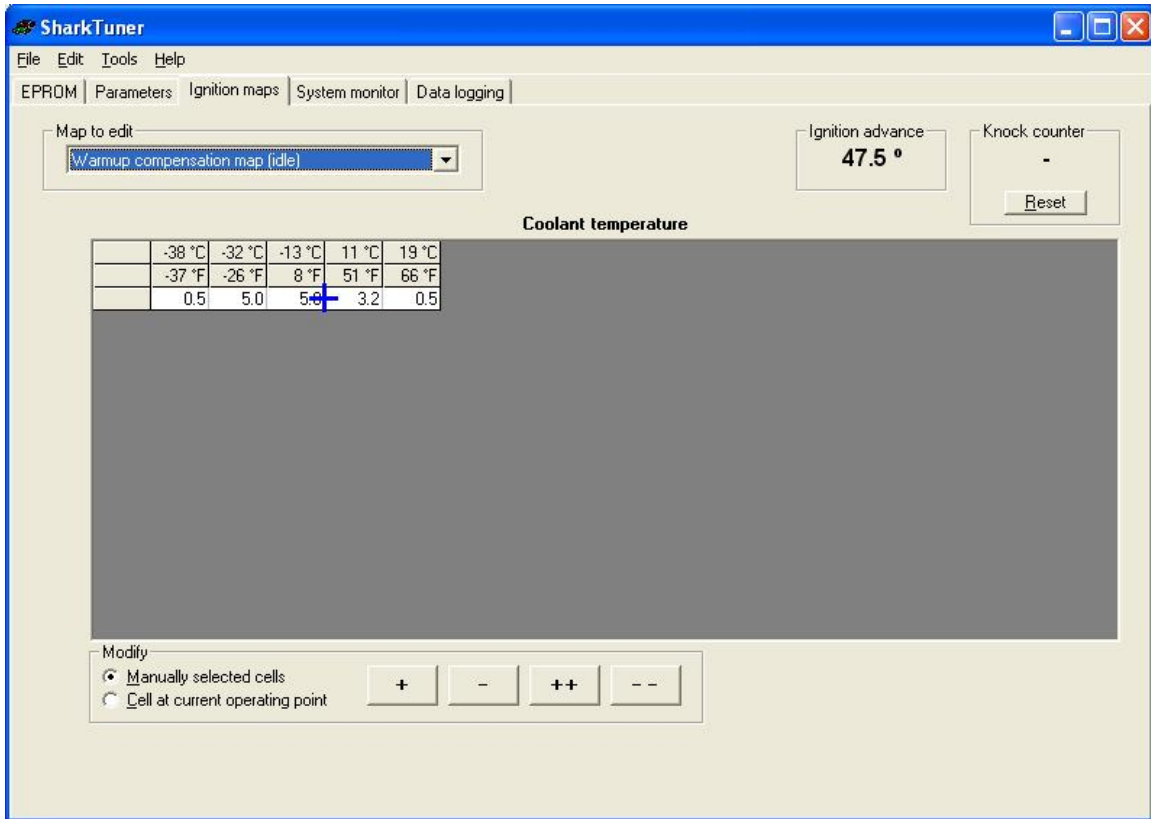 SharkTuner
File Edit Tools Help
EPROM Parameters Ignition maps System monitor Data logging
Map to edit
Warmup compensation map (idle)
Ignition advance
47.5 º
Knock counter
-
Reset
Coolant temperature
-38 °C -32 °C -13 °C 11 °C 19 °C
-37 °F -26 °F 8 °F 51 °F 66 °F
0.5 5.0 3.2 0.5
Modify
Manually selected cells
Cell at current operating point
+ - ++ --